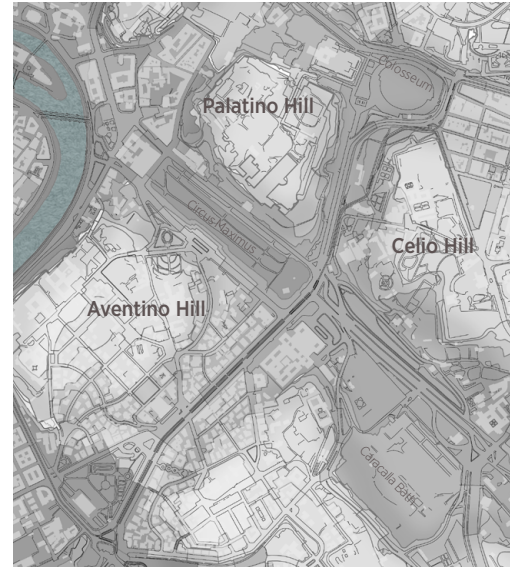 Colosseum
Palatino Hill
Circus Maximus
Celio Hill
Aventino Hill
Caracalla Baths